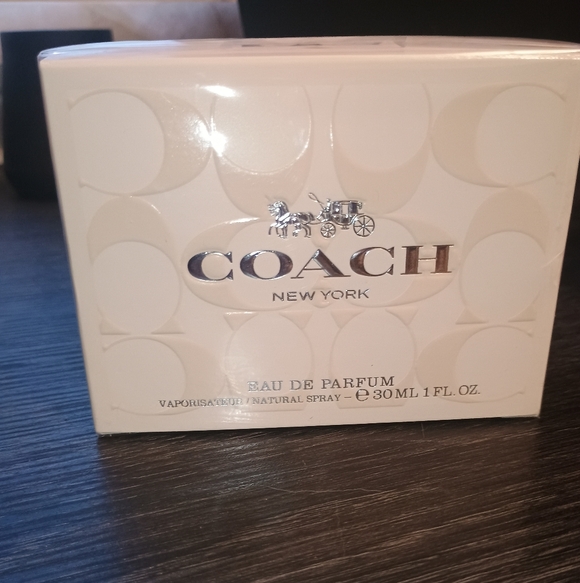 COACH
NEW YORK
EAU DE PARFUM
VAPORISATEUR / NATURAL SPRAY - ℮ 30 ML 1 FL. OZ.